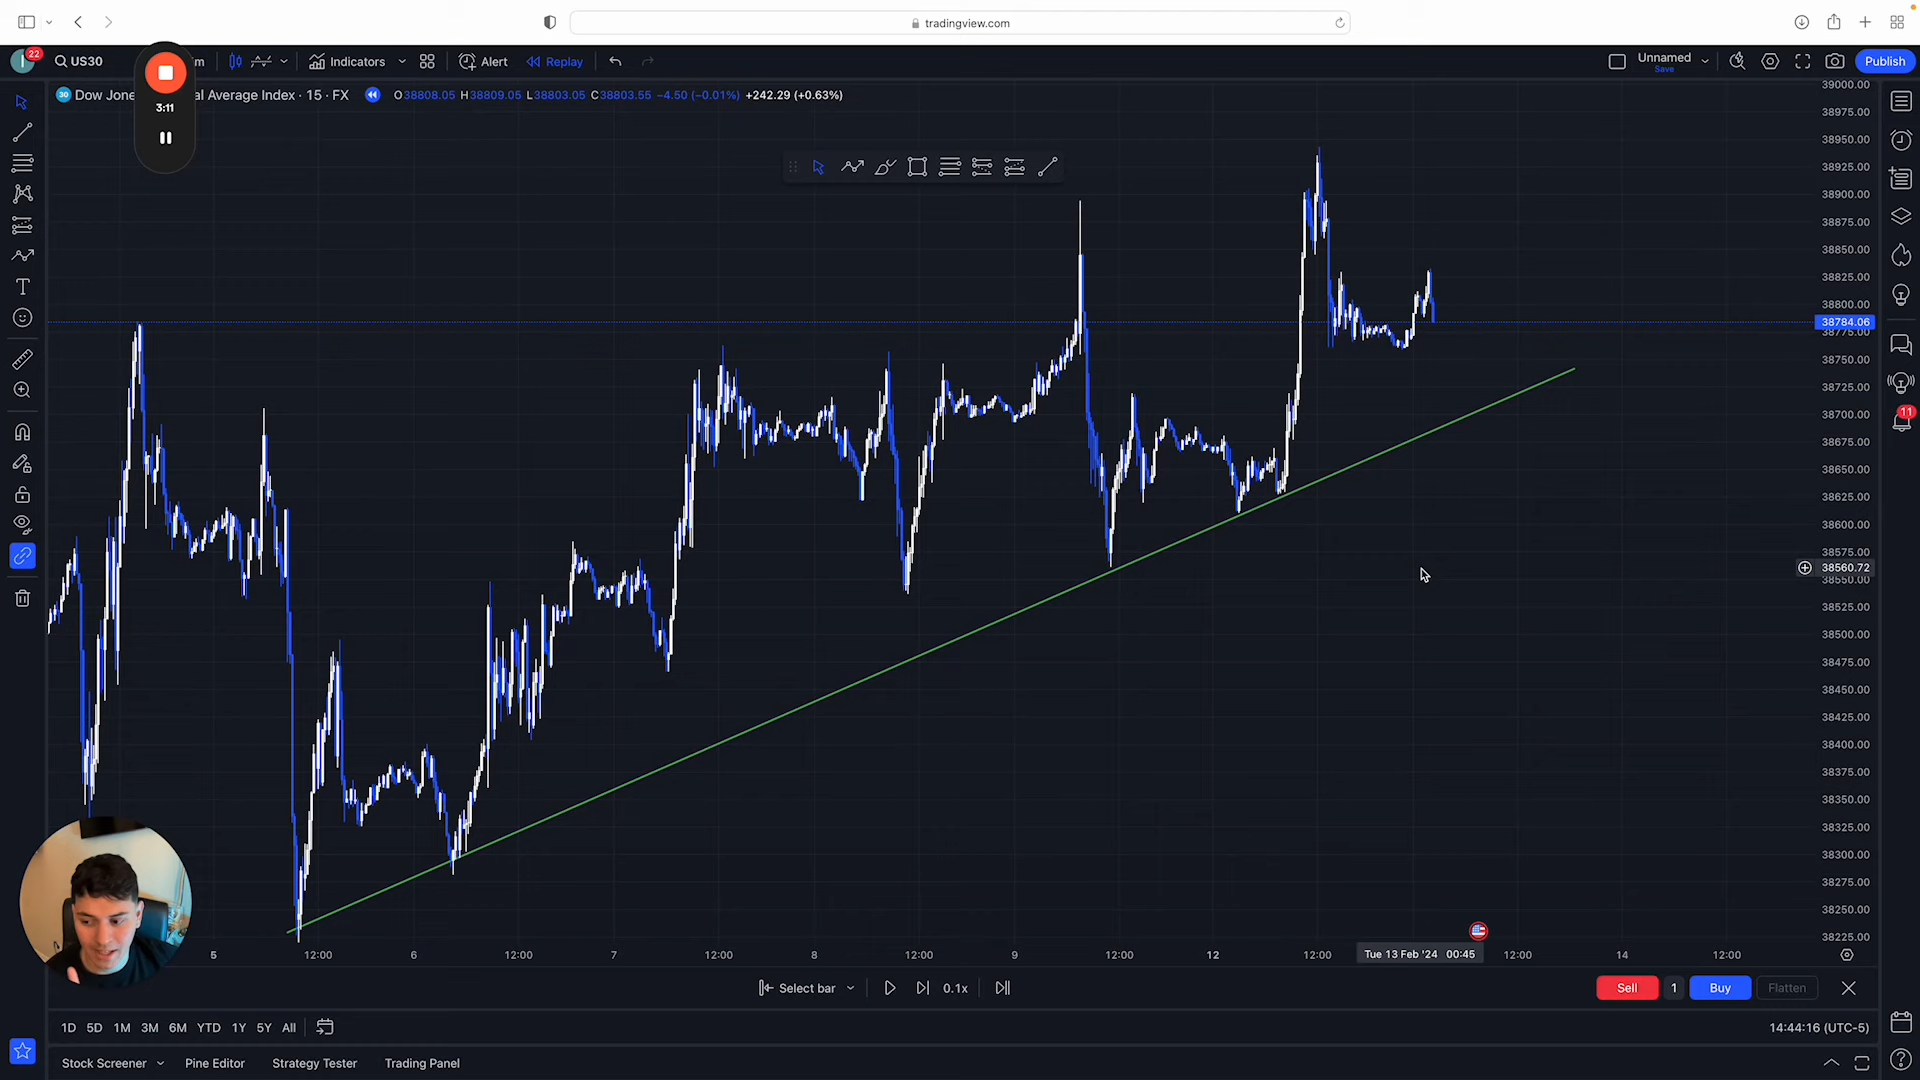 tradingview.com
22
US30
m
Indicators
Alert
Replay
Unnamed
Save
Publish
3:11
30
Dow Jone
al Average Index · 15 · FX
O38808.05 H38809.05 L38803.05 C38803.55 −4.50 (−0.01%) +242.29 (+0.63%)
39000.00
38975.00
38950.00
38925.00
38900.00
38875.00
38850.00
38825.00
38800.00
38784.06
38775.00
38750.00
38725.00
38700.00
11
38675.00
38650.00
38625.00
38600.00
38575.00
38560.72
38550.00
38525.00
38500.00
38475.00
38450.00
38425.00
38400.00
38375.00
38350.00
38325.00
38300.00
38275.00
38250.00
38225.00
5
12:00
6
12:00
7
12:00
8
12:00
9
12:00
12
12:00
Tue 13 Feb '24 00:45
12:00
14
12:00
Select bar
0.1x
Sell
1
Buy
Flatten
1D 5D 1M 3M 6M YTD 1Y 5Y All
14:44:16 (UTC-5)
Stock Screener
Pine Editor
Strategy Tester
Trading Panel